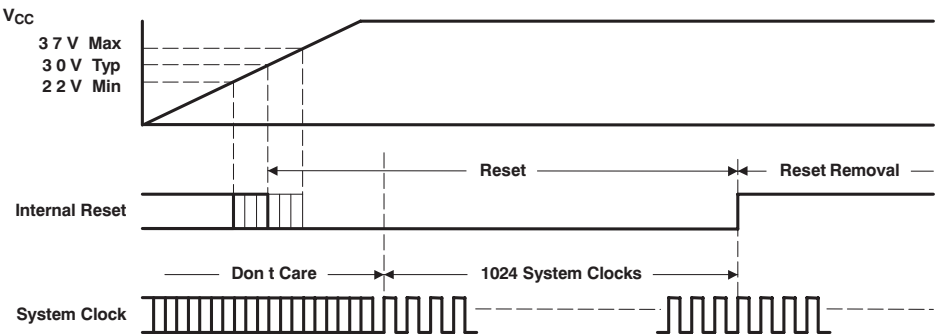 VCC
3 7 V Max
3 0 V Typ
2 2 V Min
Reset
Reset Removal
Internal Reset
Don t Care
1024 System Clocks
System Clock